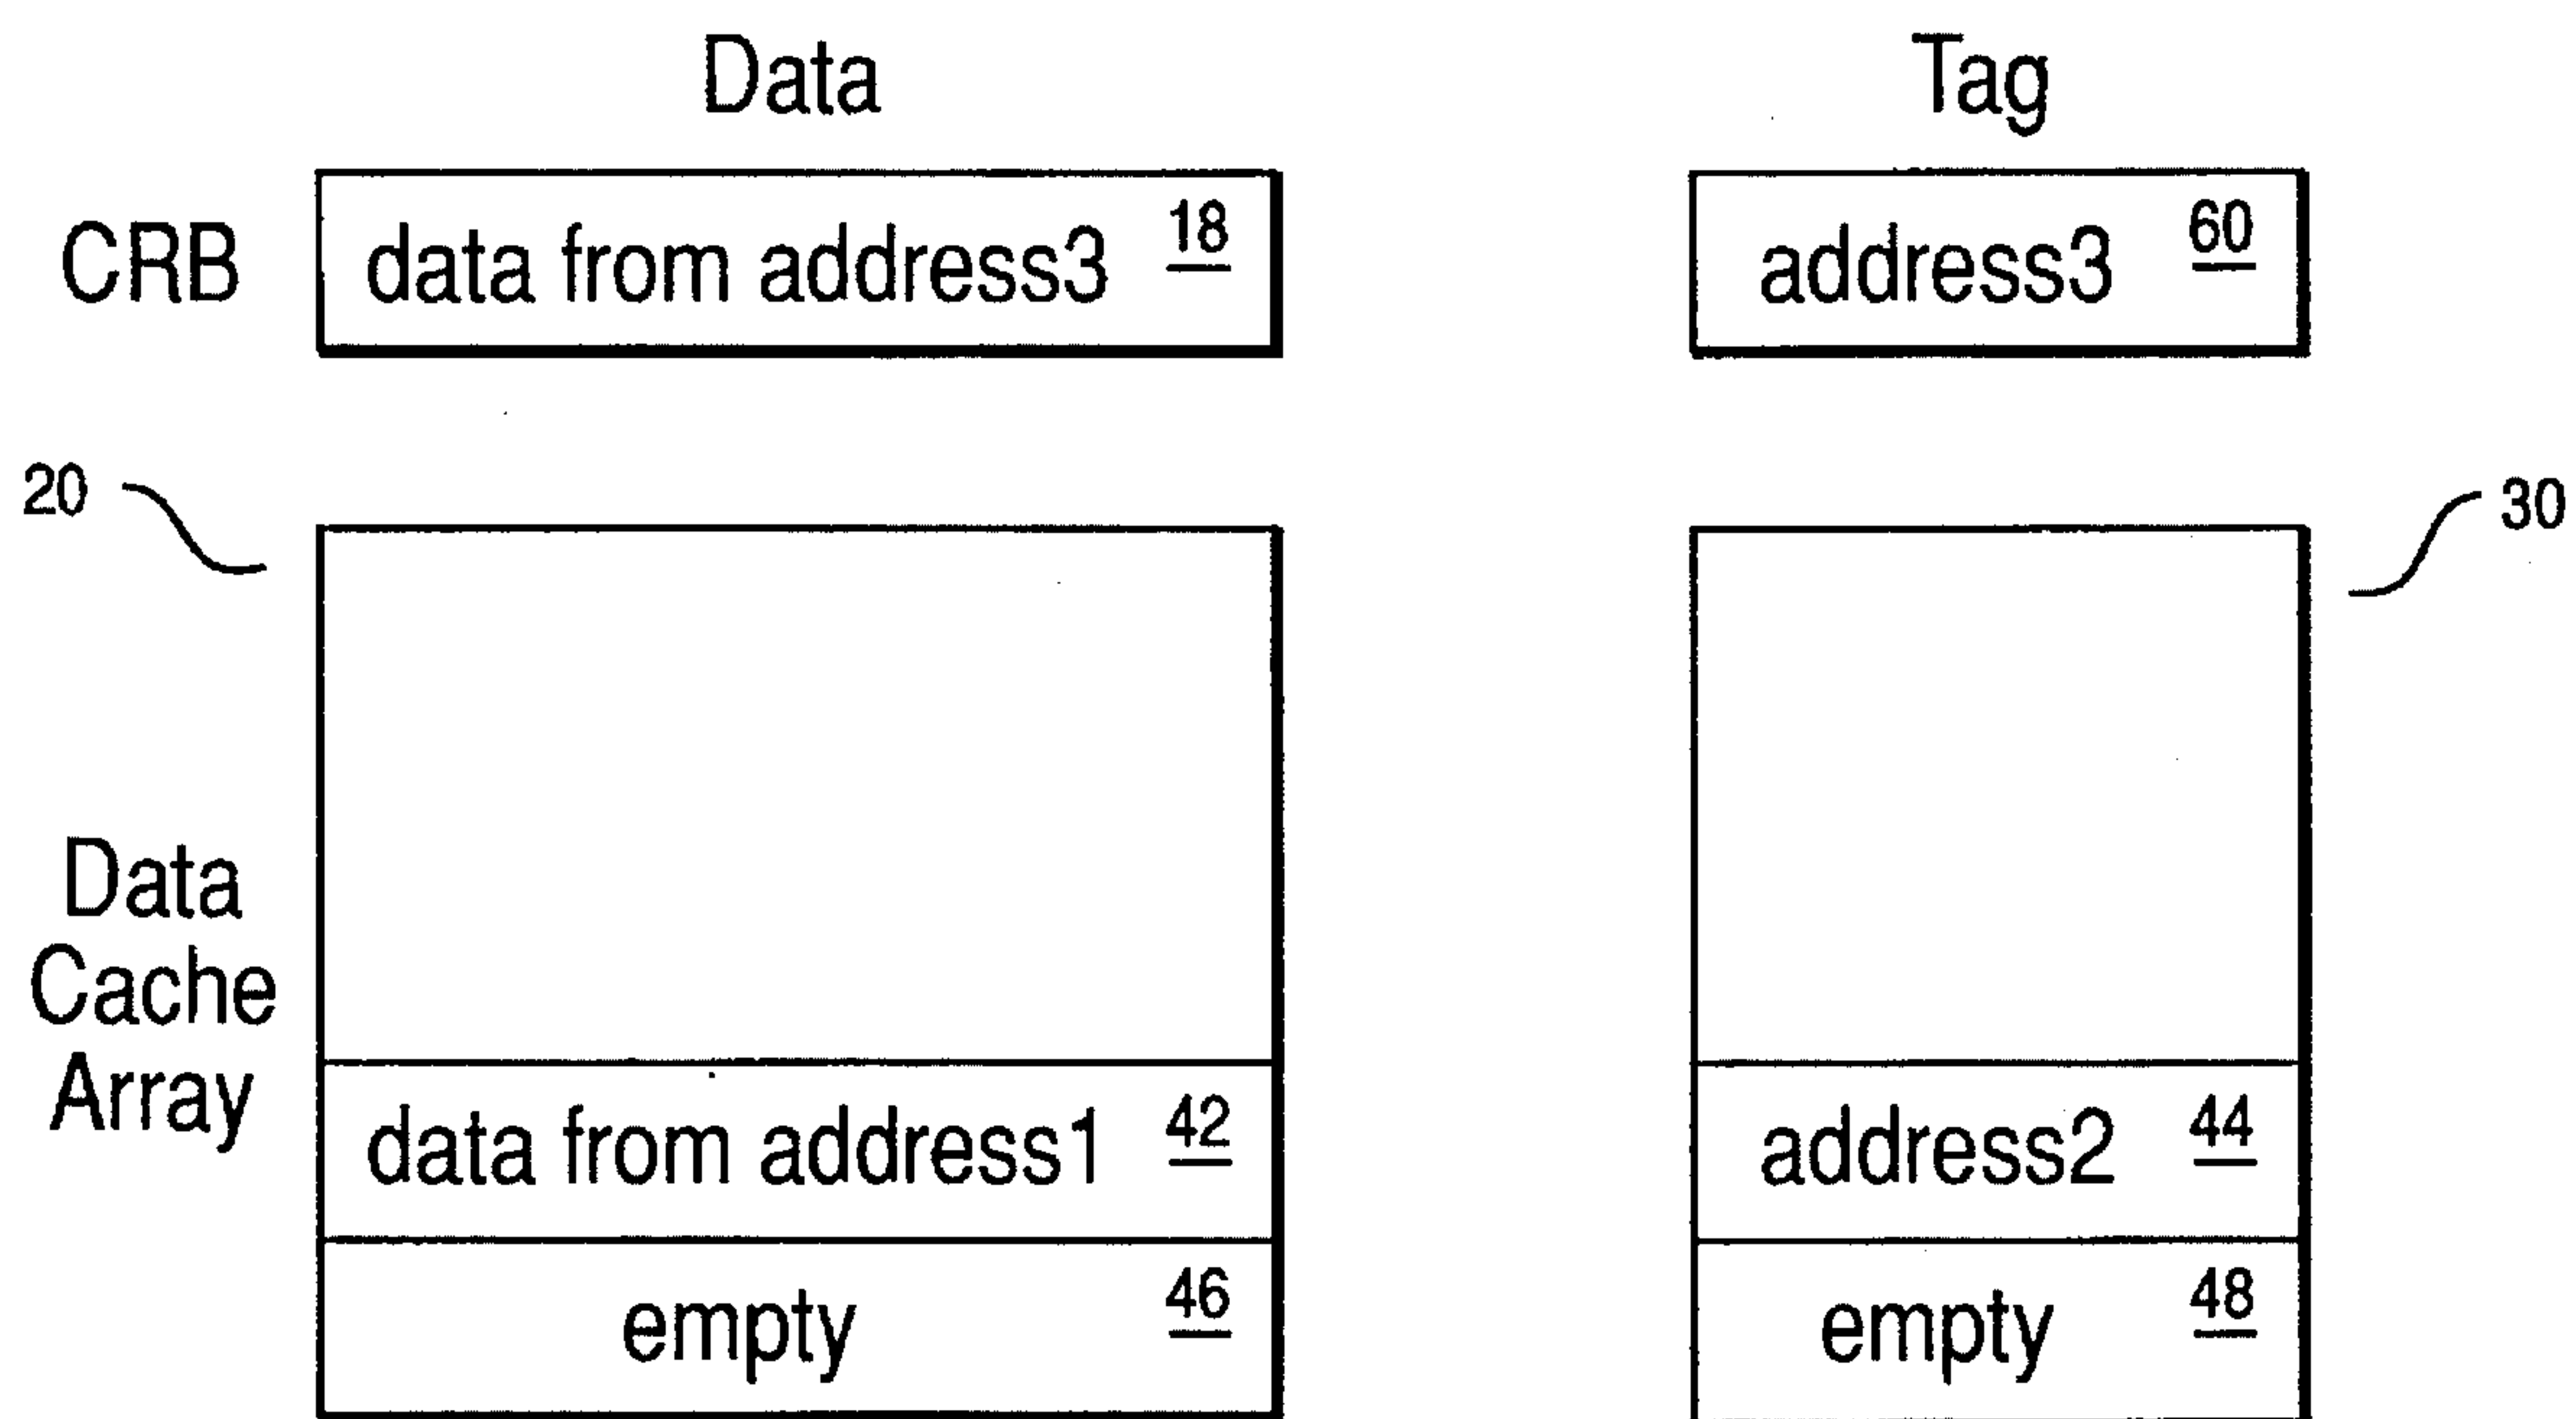 Data
Tag
CRB
data from address3 18
address3 60
20
30
Data
Cache
Array
data from address1 42
address2 44
empty 46
empty 48